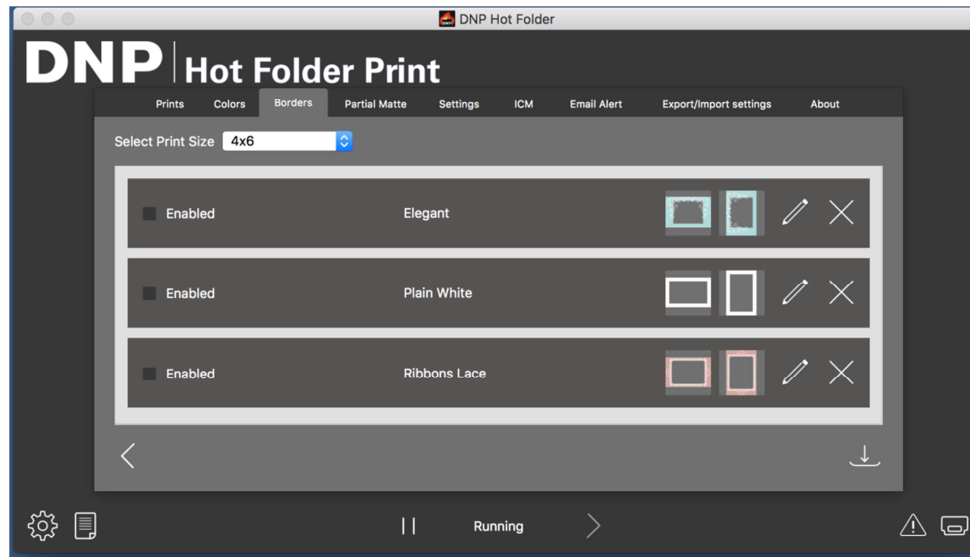 DNP Hot Folder
DNP Hot Folder Print
Prints Colors Borders Partial Matte Settings ICM Email Alert Export/Import settings About
Select Print Size 4x6
Enabled Elegant
Enabled Plain White
Enabled Ribbons Lace
Running